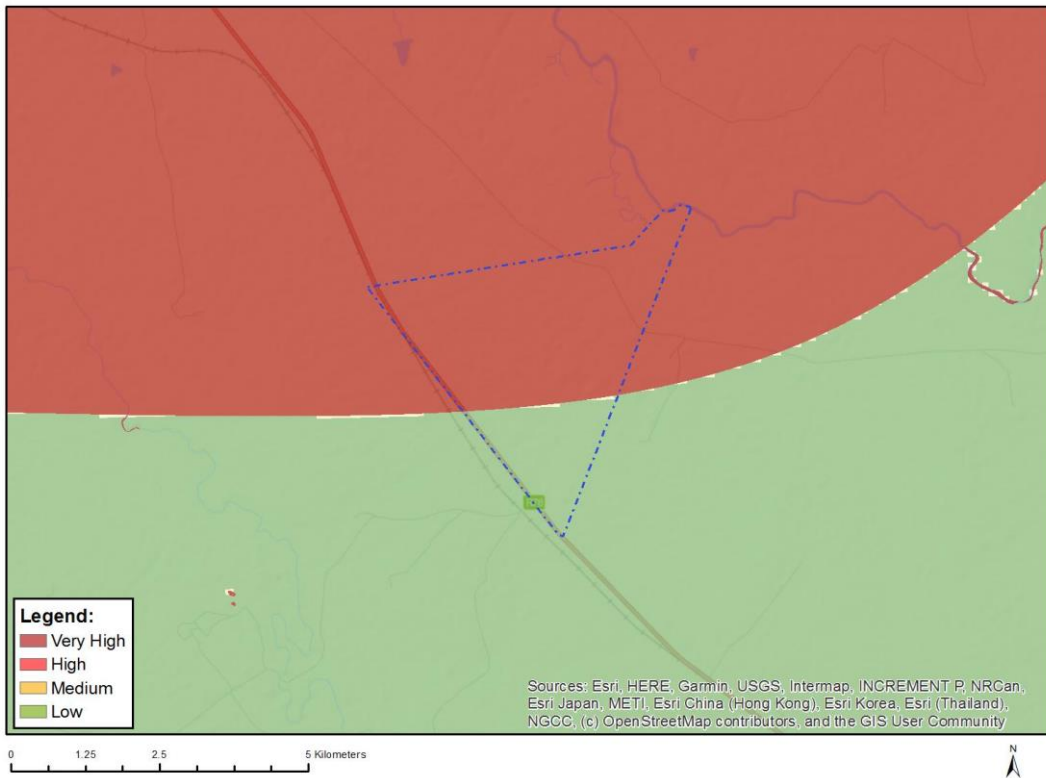 Legend:
Very High
High
Medium
Low
Sources: Esri, HERE, Garmin, USGS, Intermap, INCREMENT P, NRCan,
Esri Japan, METI, Esri China (Hong Kong), Esri Korea, Esri (Thailand),
NGCC, (c) OpenStreetMap contributors, and the GIS User Community
0 1.25 2.5 5 Kilometers
N